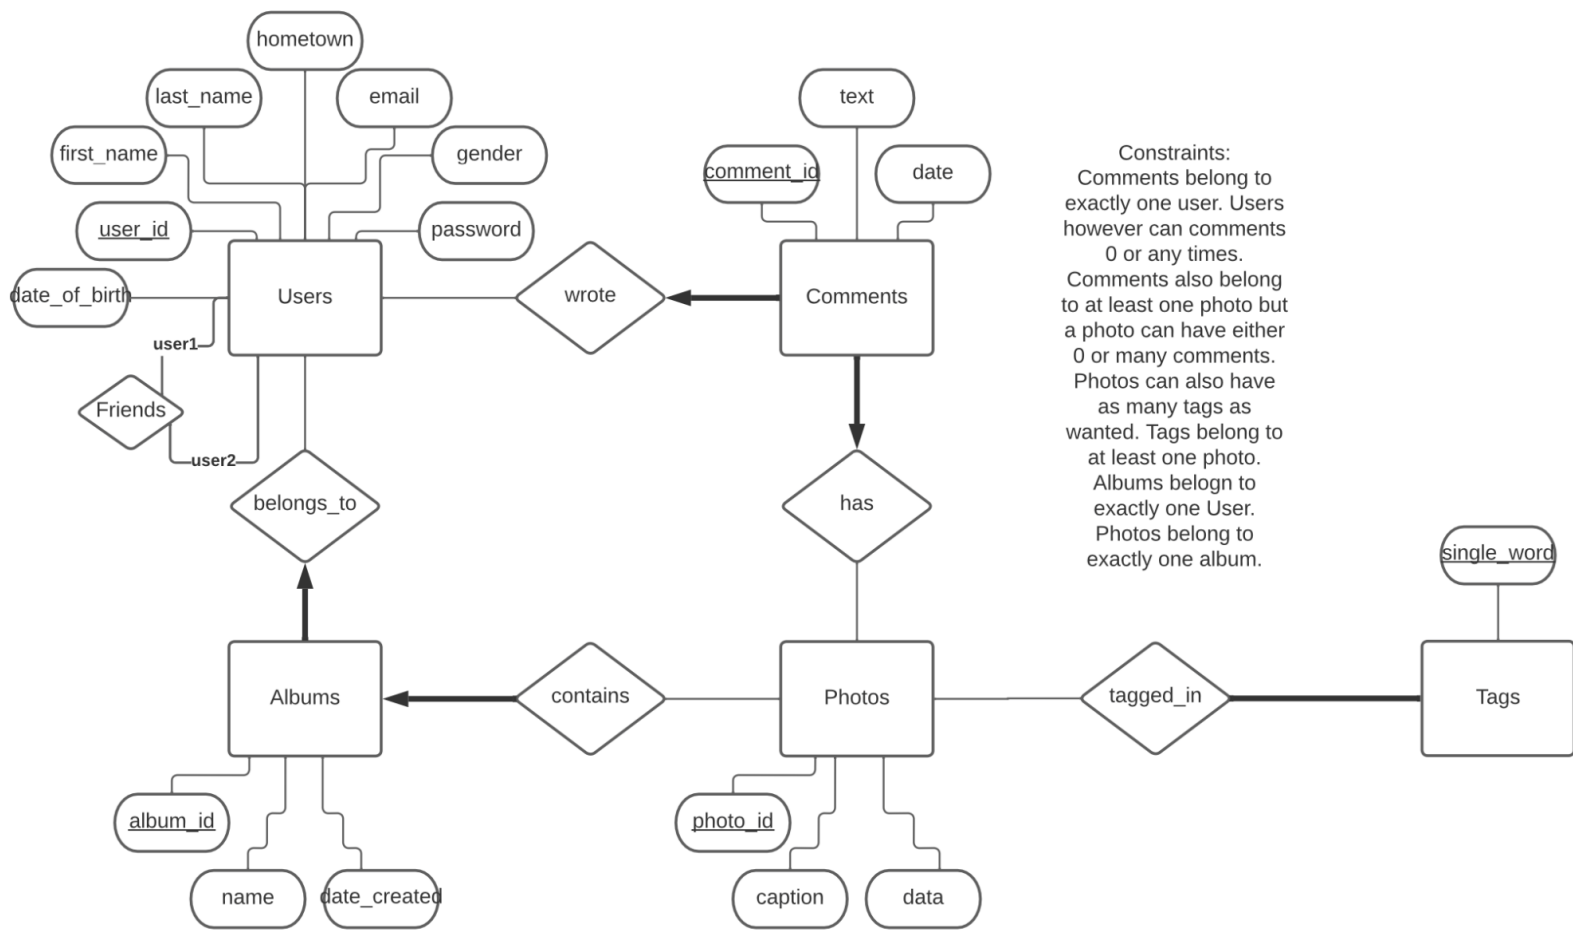 hometown
last_name
email
text
first_name
gender
comment_id
date
user_id
password
date_of_birth
Users
wrote
Comments
user1
Friends
user2
belongs_to
has
Constraints:
Comments belong to
exactly one user. Users
however can comments
0 or any times.
Comments also belong
to at least one photo but
a photo can have either
0 or many comments.
Photos can also have
as many tags as
wanted. Tags belong to
at least one photo.
Albums belogn to
exactly one User.
Photos belong to
exactly one album.
single_word
Albums
contains
Photos
tagged_in
Tags
album_id
photo_id
name
date_created
caption
data